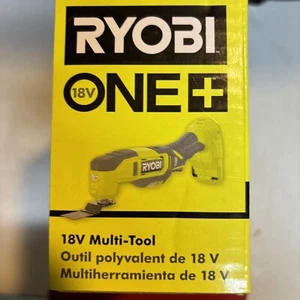 RYOBI
18V ONE+
RYOBI
18V Multi-Tool
Outil polyvalent de 18 V
Multiherramienta de 18 V